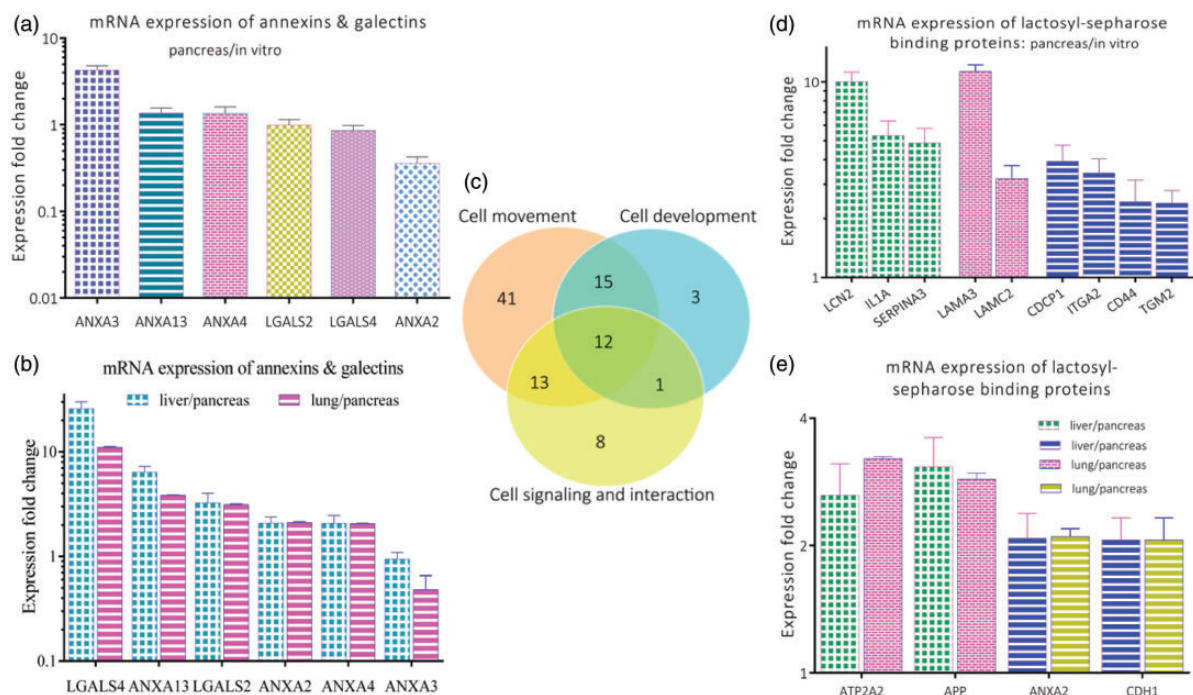 (a)
mRNA expression of annexins & galectins
pancreas/in vitro
Expression fold change
10
1
0.1
0.01
ANXA3 ANXA13 ANXA4 LGALS2 LGALS4 ANXA2
(b)
mRNA expression of annexins & galectins
liver/pancreas lung/pancreas
Expression fold change
10
1
0.1
LGALS4 ANXA13 LGALS2 ANXA2 ANXA4 ANXA3
(c)
Cell movement Cell development
41 15 3
12
13 1
8
Cell signaling and interaction
(d)
mRNA expression of lactosyl-sepharose
binding proteins: pancreas/in vitro
Expression fold change
10
1
LCN2 IL1A SERPINA3 LAMA3 LAMC2 CDCP1 ITGA2 CD44 TGM2
(e)
mRNA expression of lactosyl-
sepharose binding proteins
Expression fold change
4
2
1
liver/pancreas
liver/pancreas
lung/pancreas
lung/pancreas
ATP2A2 APP ANXA2 CDH1